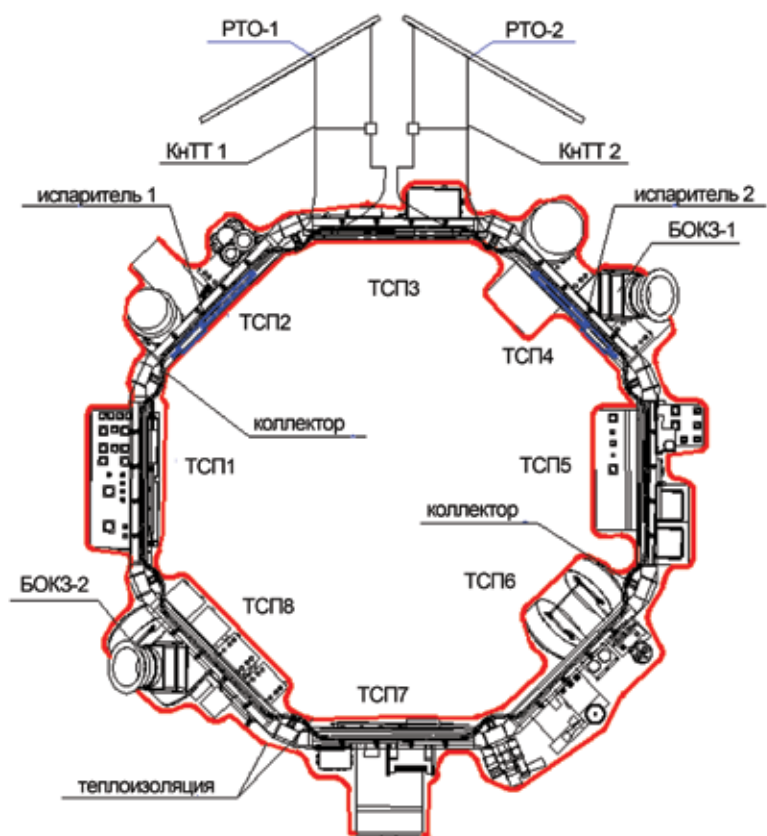 РТО-1
РТО-2
КнТТ 1
КнТТ 2
испаритель 1
испаритель 2
БОКЗ-1
ТСП3
ТСП2
ТСП4
коллектор
ТСП1
ТСП5
коллектор
ТСП6
БОКЗ-2
ТСП8
ТСП7
теплоизоляция